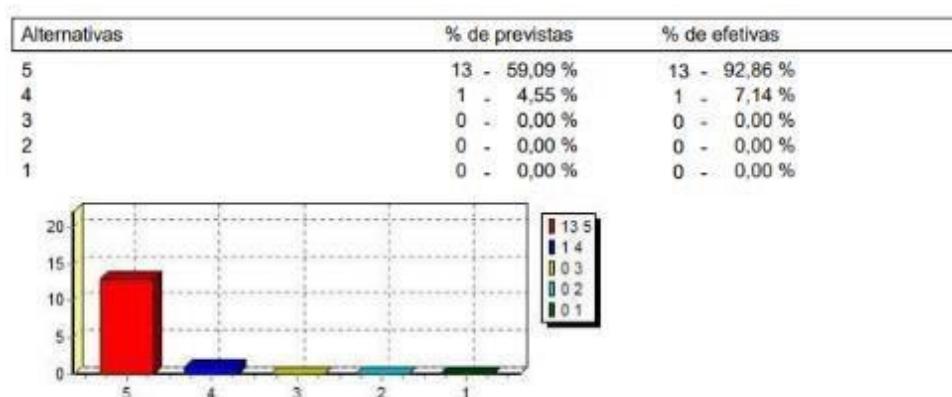 Alternativas % de previstas % de efetivas
5 13 - 59,09 % 13 - 92,86 %
4 1 - 4,55 % 1 - 7,14 %
3 0 - 0,00 % 0 - 0,00 %
2 0 - 0,00 % 0 - 0,00 %
1 0 - 0,00 % 0 - 0,00 %
20
15
10
5
0
5 4 3 2 1
13 5
1 4
0 3
0 2
0 1